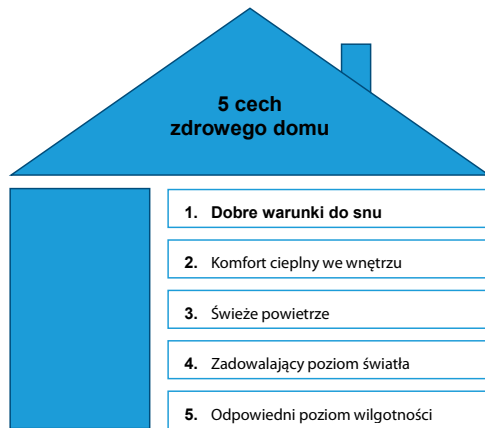 5 cech
zdrowego domu
1. Dobre warunki do snu
2. Komfort cieplny we wnętrzu
3. Świeże powietrze
4. Zadowalający poziom światła
5. Odpowiedni poziom wilgotności